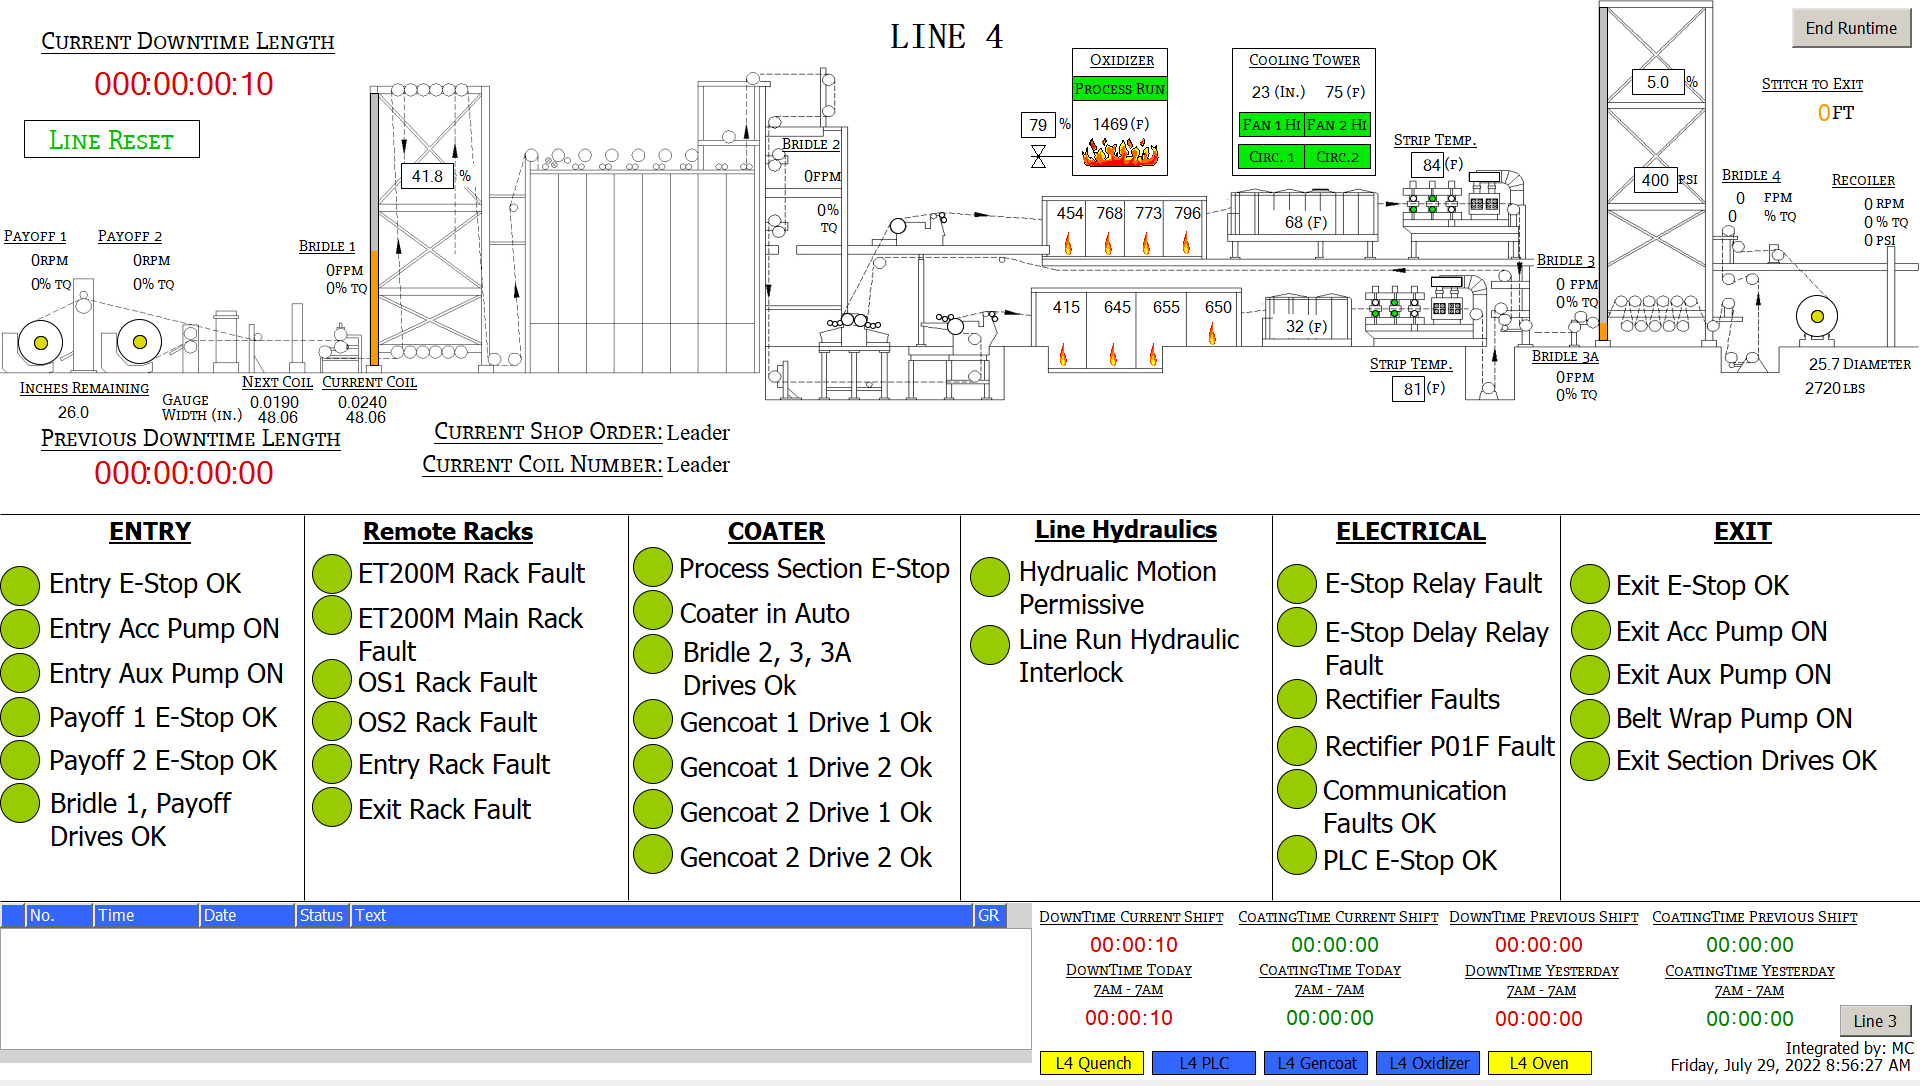 LINE 4
End Runtime
CURRENT DOWNTIME LENGTH
000:00:00:10
LINE RESET
OXIDIZER
PROCESS RUN
1469 (F)
79 %
COOLING TOWER
23 (IN.) 75 (F)
FAN 1 HI FAN 2 HI
CIRC. 1 CIRC.2
5.0 %
400 PSI
STITCH TO EXIT
0 FT
STRIP TEMP.
84 (F)
41.8 %
BRIDLE 2
0FPM
0%
TQ
454 768 773 796
68 (F)
BRIDLE 4
0 FPM
0 % TQ
RECOILER
0 RPM
0 % TQ
0 PSI
PAYOFF 1
0RPM
0% TQ
PAYOFF 2
0RPM
0% TQ
BRIDLE 1
0FPM
0% TQ
BRIDLE 3
0 FPM
0% TQ
415 645 655 650
32 (F)
STRIP TEMP.
81 (F)
BRIDLE 3A
0FPM
0% TQ
25.7 DIAMETER
2720 LBS
INCHES REMAINING
26.0
NEXT COIL CURRENT COIL
GAUGE 0.0190 0.0240
WIDTH (IN.) 48.06 48.06
PREVIOUS DOWNTIME LENGTH
000:00:00:00
CURRENT SHOP ORDER: Leader
CURRENT COIL NUMBER: Leader
ENTRY
Entry E-Stop OK
Entry Acc Pump ON
Entry Aux Pump ON
Payoff 1 E-Stop OK
Payoff 2 E-Stop OK
Bridle 1, Payoff
Drives OK
Remote Racks
ET200M Rack Fault
ET200M Main Rack
Fault
OS1 Rack Fault
OS2 Rack Fault
Entry Rack Fault
Exit Rack Fault
COATER
Process Section E-Stop
Coater in Auto
Bridle 2, 3, 3A
Drives Ok
Gencoat 1 Drive 1 Ok
Gencoat 1 Drive 2 Ok
Gencoat 2 Drive 1 Ok
Gencoat 2 Drive 2 Ok
Line Hydraulics
Hydrualic Motion
Permissive
Line Run Hydraulic
Interlock
ELECTRICAL
E-Stop Relay Fault
E-Stop Delay Relay
Fault
Rectifier Faults
Rectifier P01F Fault
Communication
Faults OK
PLC E-Stop OK
EXIT
Exit E-Stop OK
Exit Acc Pump ON
Exit Aux Pump ON
Belt Wrap Pump ON
Exit Section Drives OK
No. Time Date Status Text GR
DOWNTIME CURRENT SHIFT COATINGTIME CURRENT SHIFT DOWNTIME PREVIOUS SHIFT COATINGTIME PREVIOUS SHIFT
00:00:10 00:00:00 00:00:00 00:00:00
DOWNTIME TODAY COATINGTIME TODAY DOWNTIME YESTERDAY COATINGTIME YESTERDAY
7AM - 7AM 7AM - 7AM 7AM - 7AM 7AM - 7AM
00:00:10 00:00:00 00:00:00 00:00:00
Line 3
L4 Quench L4 PLC L4 Gencoat L4 Oxidizer L4 Oven
Integrated by: MC
Friday, July 29, 2022 8:56:27 AM